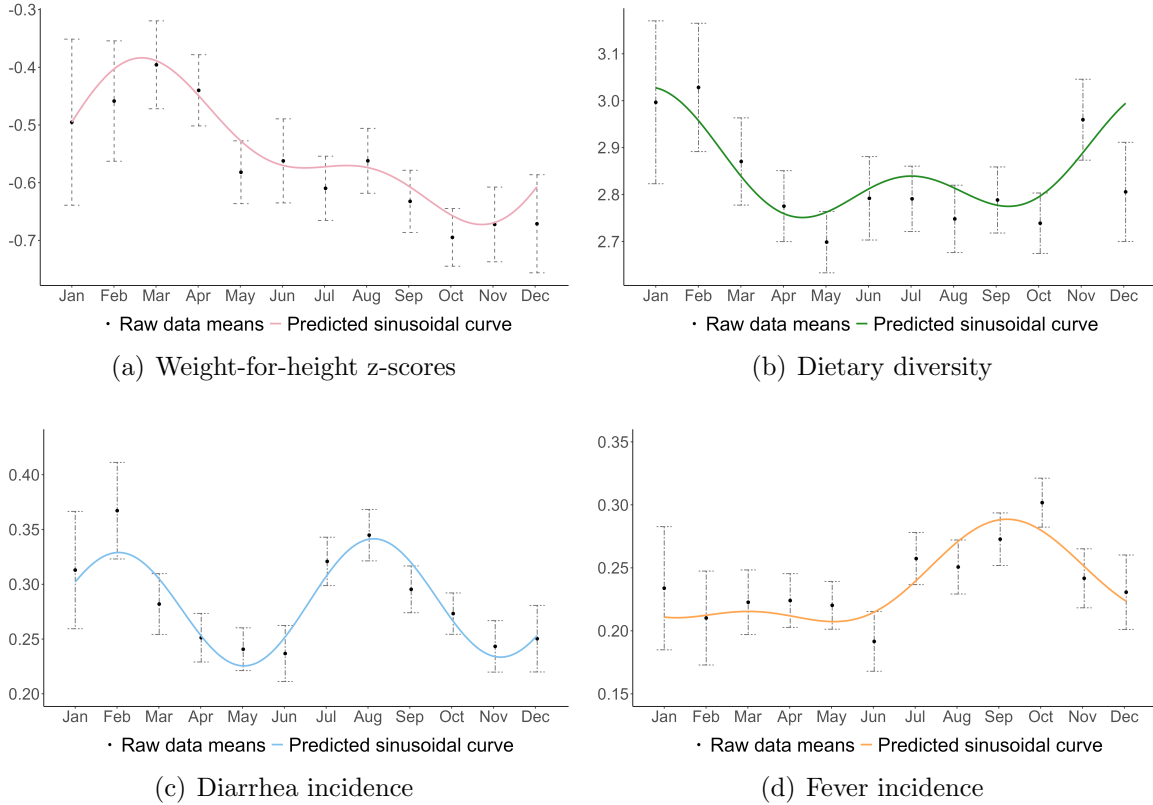 -0.3
-0.4
-0.5
-0.6
-0.7
Jan Feb Mar Apr May Jun Jul Aug Sep Oct Nov Dec
• Raw data means − Predicted sinusoidal curve
(a) Weight-for-height z-scores
3.1
3.0
2.9
2.8
2.7
Jan Feb Mar Apr May Jun Jul Aug Sep Oct Nov Dec
• Raw data means − Predicted sinusoidal curve
(b) Dietary diversity
0.40
0.35
0.30
0.25
0.20
Jan Feb Mar Apr May Jun Jul Aug Sep Oct Nov Dec
• Raw data means − Predicted sinusoidal curve
(c) Diarrhea incidence
0.35
0.30
0.25
0.20
0.15
Jan Feb Mar Apr May Jun Jul Aug Sep Oct Nov Dec
• Raw data means − Predicted sinusoidal curve
(d) Fever incidence